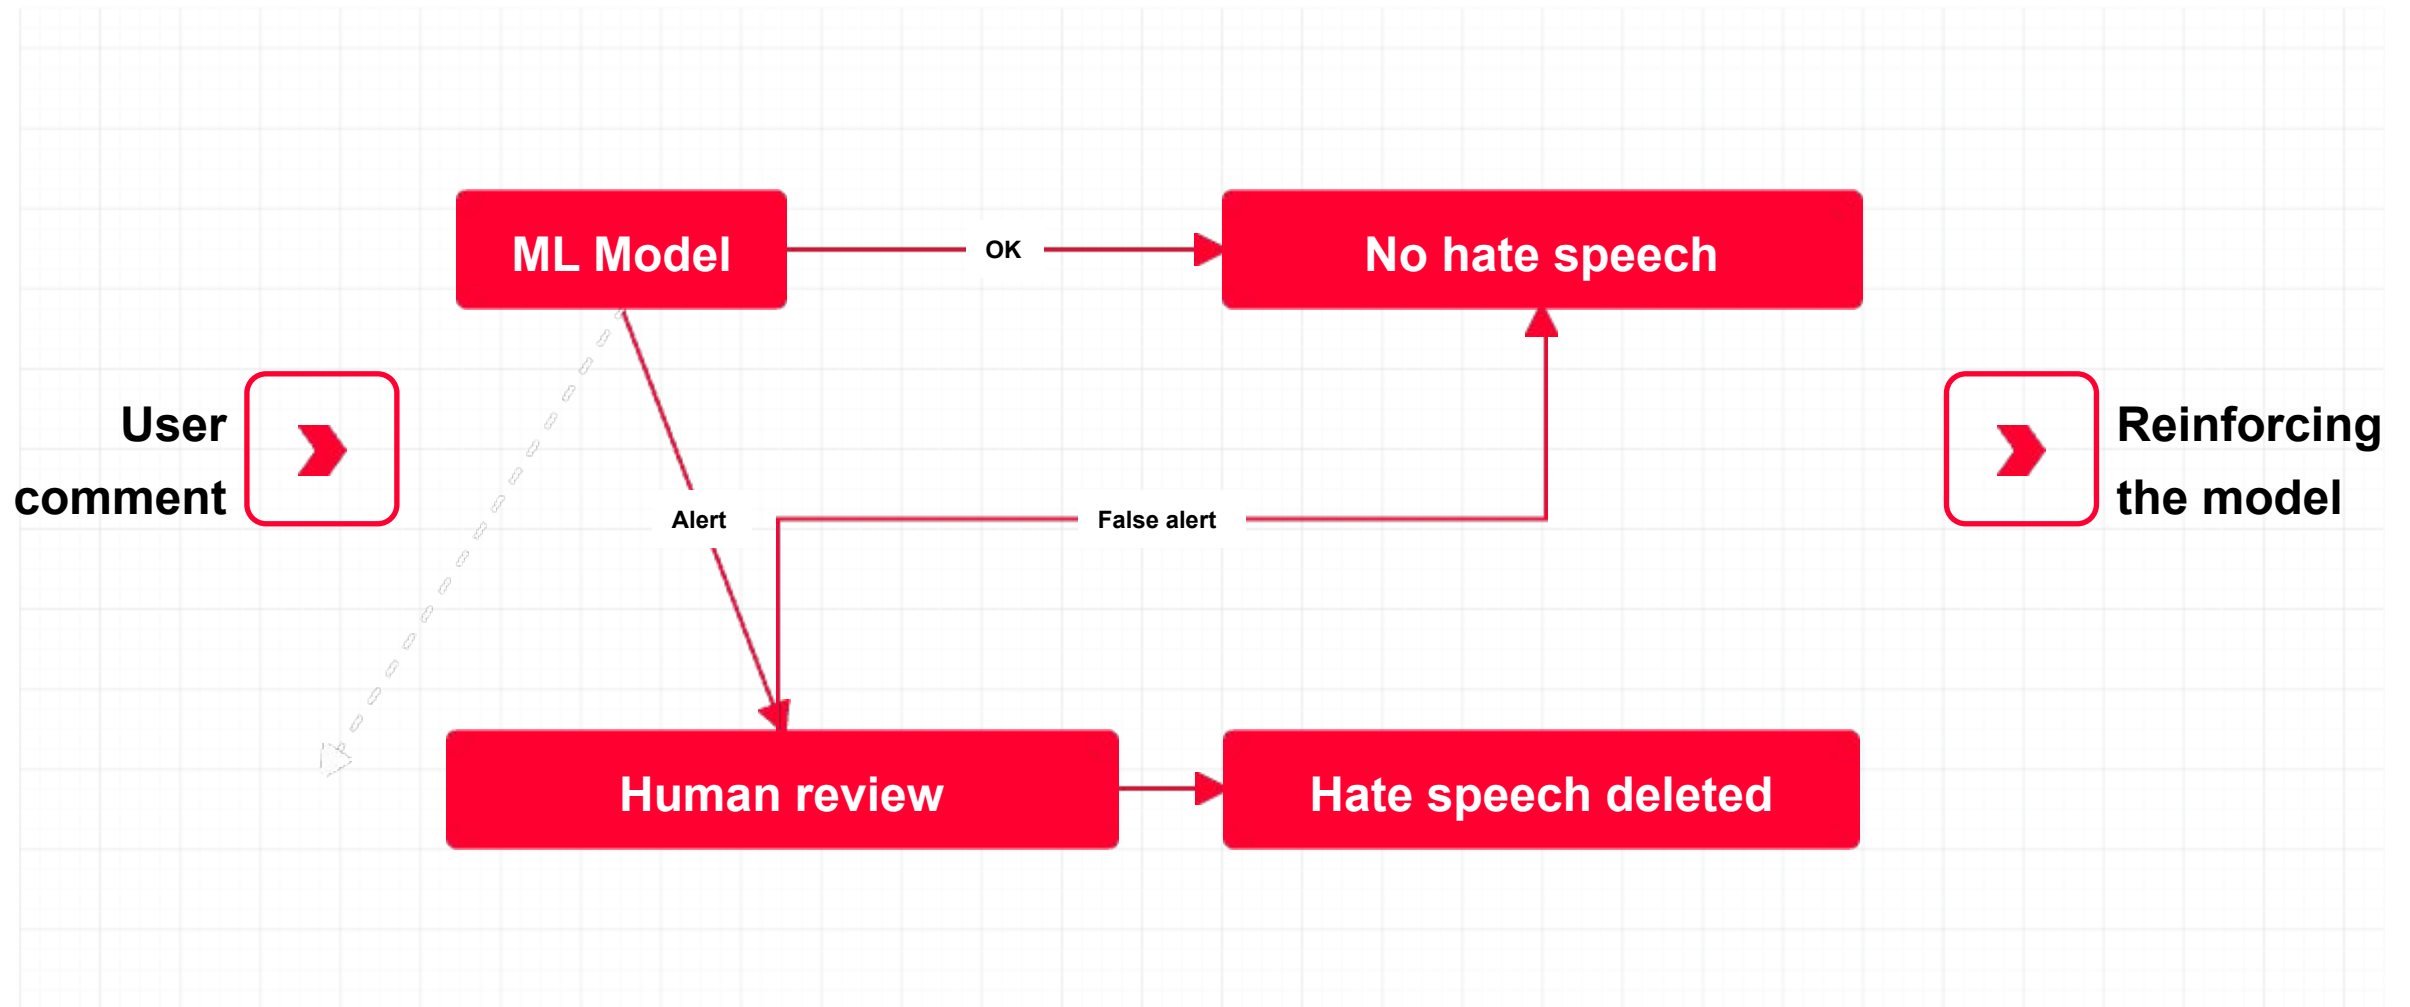 ML Model
OK
No hate speech
User
comment
Reinforcing
the model
Alert
False alert
Human review
Hate speech deleted